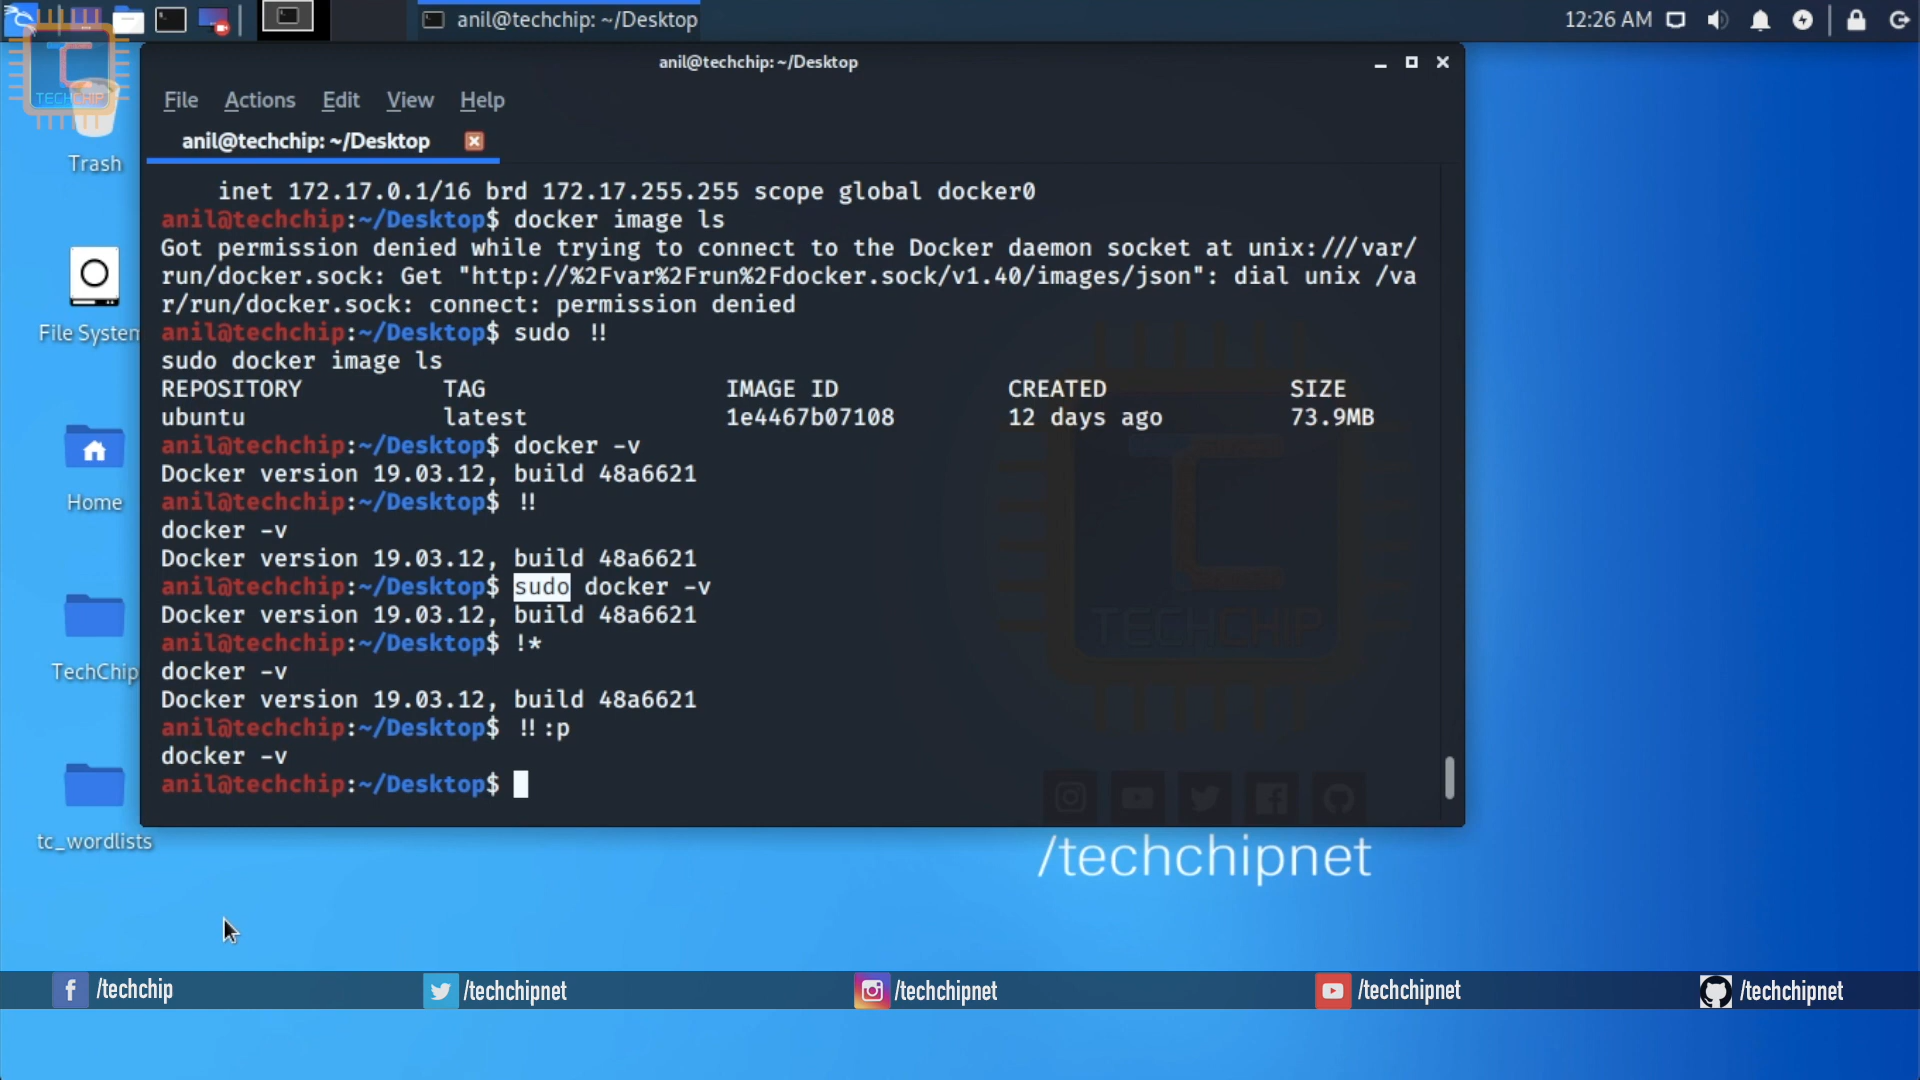 anil@techchip: ~/Desktop
12:26 AM
TECHCHIP
anil@techchip:~/Desktop
File Actions Edit View Help
anil@techchip: ~/Desktop
Trash
File System
Home
TechChip
tc_wordlists
inet 172.17.0.1/16 brd 172.17.255.255 scope global docker0
anil@techchip:~/Desktop$ docker image ls
Got permission denied while trying to connect to the Docker daemon socket at unix:///var/
run/docker.sock: Get "http://%2Fvar%2Frun%2Fdocker.sock/v1.40/images/json": dial unix /va
r/run/docker.sock: connect: permission denied
anil@techchip:~/Desktop$ sudo !!
sudo docker image ls
REPOSITORY TAG IMAGE ID CREATED SIZE
ubuntu latest 1e4467b07108 12 days ago 73.9MB
anil@techchip:~/Desktop$ docker -v
Docker version 19.03.12, build 48a6621
anil@techchip:~/Desktop$ !!
docker -v
Docker version 19.03.12, build 48a6621
anil@techchip:~/Desktop$ sudo docker -v
Docker version 19.03.12, build 48a6621
anil@techchip:~/Desktop$ !*
docker -v
Docker version 19.03.12, build 48a6621
anil@techchip:~/Desktop$ !!:p
docker -v
anil@techchip:~/Desktop$
TECHCHIP
/techchipnet
/techchip
/techchipnet
/techchipnet
/techchipnet
/techchipnet